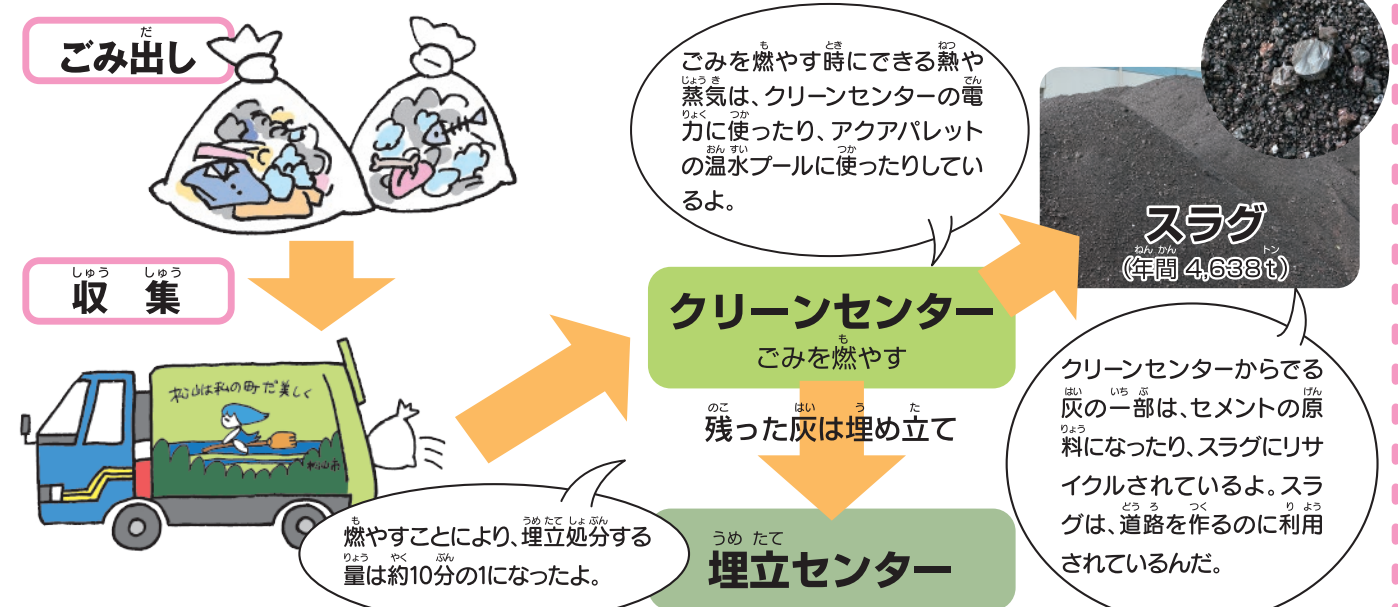 ごみ出し
ごみを燃やす時にできる熱や
蒸気は、クリーンセンターの電
力に使ったり、アクアパレット
の温水プールに使ったりしてい
るよ。
スラグ
(年間 4,638t)
収 集
松山は私の町だ美しく
松山市
クリーンセンター
ごみを燃やす
残った灰は埋め立て
クリーンセンターからでる
灰の一部は、セメントの原
料になったり、スラグにリサ
イクルされているよ。スラ
グは、道路を作るのに利用
されているんだ。
燃やすことにより、埋立処分する
量は約10分の1になったよ。
埋立センター